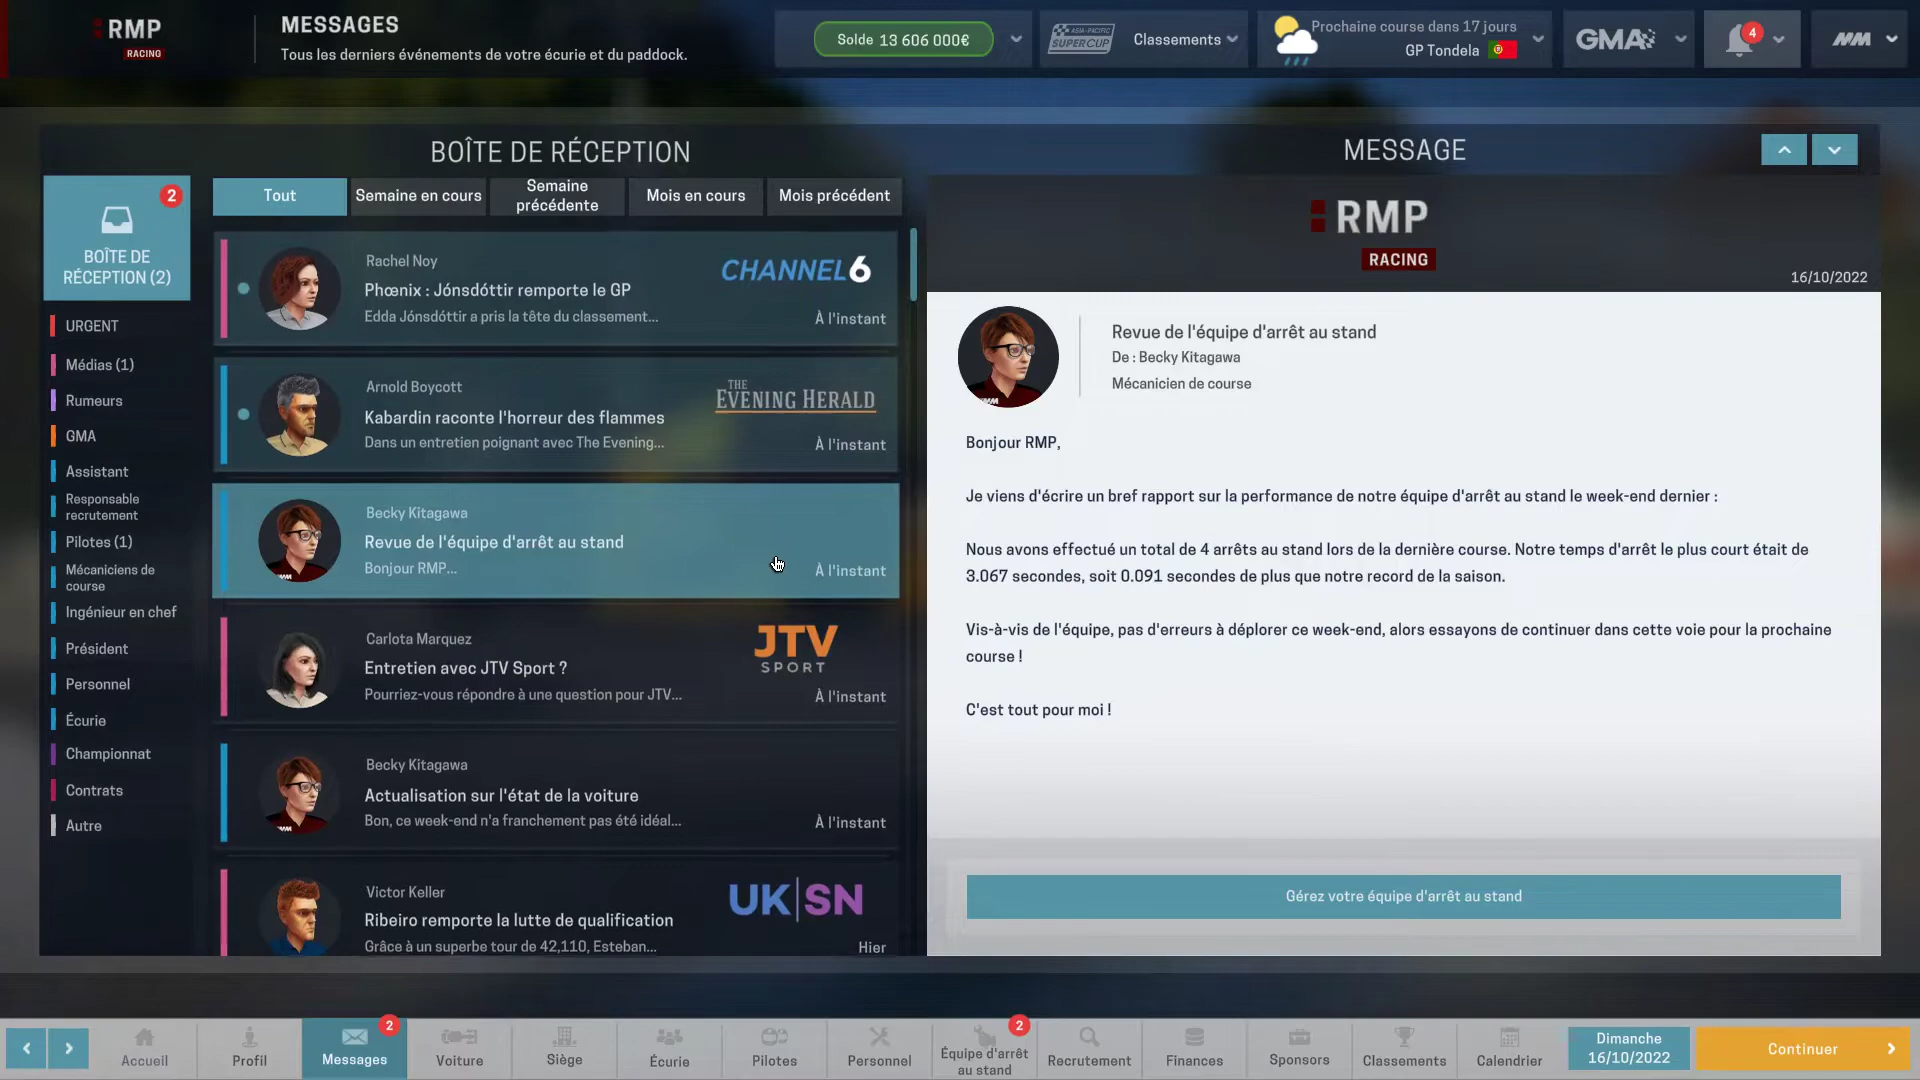 RMP
RACING
MESSAGES
Tous les derniers événements de votre écurie et du paddock.
Solde 13 606 000€
ASIA-PACIFIC
SUPERCUP
Classements
Prochaine course dans 17 jours
GP Tondela
GMA
4
BOÎTE DE RÉCEPTION
MESSAGE
2
BOÎTE DE
RÉCEPTION (2)
URGENT
Médias (1)
Rumeurs
GMA
Assistant
Responsable
recrutement
Pilotes (1)
Mécaniciens de
course
Ingénieur en chef
Président
Personnel
Écurie
Championnat
Contrats
Autre
Tout
Semaine en cours
Semaine
précédente
Mois en cours
Mois précédent
Rachel Noy
Phœnix : Jónsdóttir remporte le GP
Edda Jónsdóttir a pris la tête du classement...
CHANNEL6
À l'instant
Arnold Boycott
Kabardin raconte l'horreur des flammes
Dans un entretien poignant avec The Evening...
THE
EVENING HERALD
À l'instant
Becky Kitagawa
Revue de l'équipe d'arrêt au stand
Bonjour RMP...
À l'instant
Carlota Marquez
Entretien avec JTV Sport ?
Pourriez-vous répondre à une question pour JTV...
JTV
SPORT
À l'instant
Becky Kitagawa
Actualisation sur l'état de la voiture
Bon, ce week-end n'a franchement pas été idéal...
À l'instant
Victor Keller
Ribeiro remporte la lutte de qualification
Grâce à un superbe tour de 42,110, Esteban...
UK|SN
Hier
RMP
RACING
16/10/2022
Revue de l'équipe d'arrêt au stand
De : Becky Kitagawa
Mécanicien de course
Bonjour RMP,
Je viens d'écrire un bref rapport sur la performance de notre équipe d'arrêt au stand le week-end dernier :
Nous avons effectué un total de 4 arrêts au stand lors de la dernière course. Notre temps d'arrêt le plus court était de
3.067 secondes, soit 0.091 secondes de plus que notre record de la saison.
Vis-à-vis de l'équipe, pas d'erreurs à déplorer ce week-end, alors essayons de continuer dans cette voie pour la prochaine
course !
C'est tout pour moi !
Gérez votre équipe d'arrêt au stand
Accueil
Profil
Messages
2
Voiture
Siège
Écurie
Pilotes
Personnel
Équipe d'arrêt
au stand
2
Recrutement
Finances
Sponsors
Classements
Calendrier
Dimanche
16/10/2022
Continuer